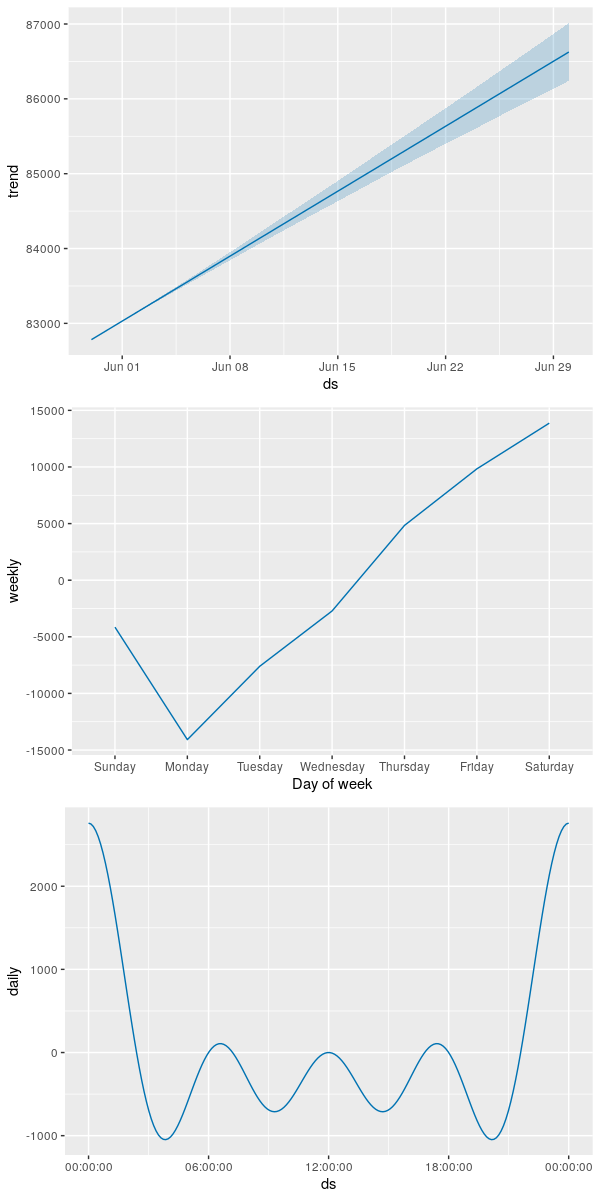 87000
86000
85000
84000
83000
trend
Jun 01 Jun 08 Jun 15 Jun 22 Jun 29
ds
15000
10000
5000
0
-5000
-10000
-15000
weekly
Sunday Monday Tuesday Wednesday Thursday Friday Saturday
Day of week
2000
1000
0
-1000
daily
00:00:00 06:00:00 12:00:00 18:00:00 00:00:00
ds